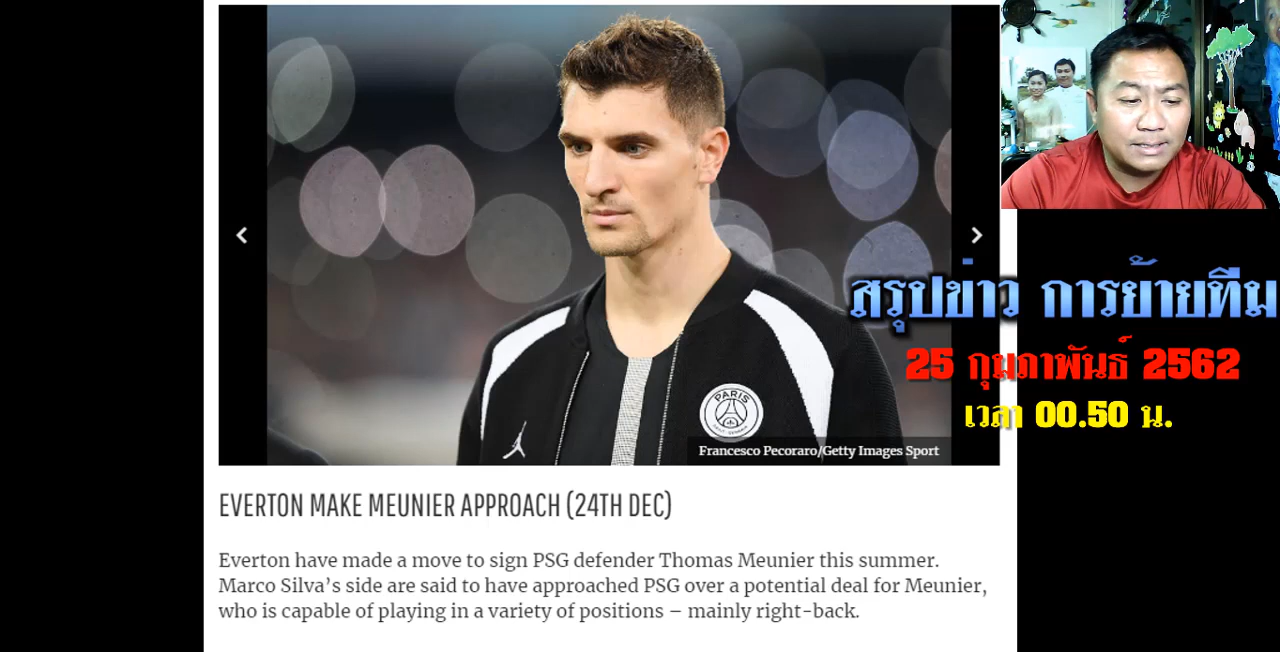 PARIS
Francesco Pecoraro/Getty Images Sport
สรุปข่าว การย้ายทีม
25 กุมภาพันธ์ 2562
เวลา 00.50 น.
EVERTON MAKE MEUNIER APPROACH (24TH DEC)
Everton have made a move to sign PSG defender Thomas Meunier this summer.
Marco Silva’s side are said to have approached PSG over a potential deal for Meunier,
who is capable of playing in a variety of positions – mainly right-back.